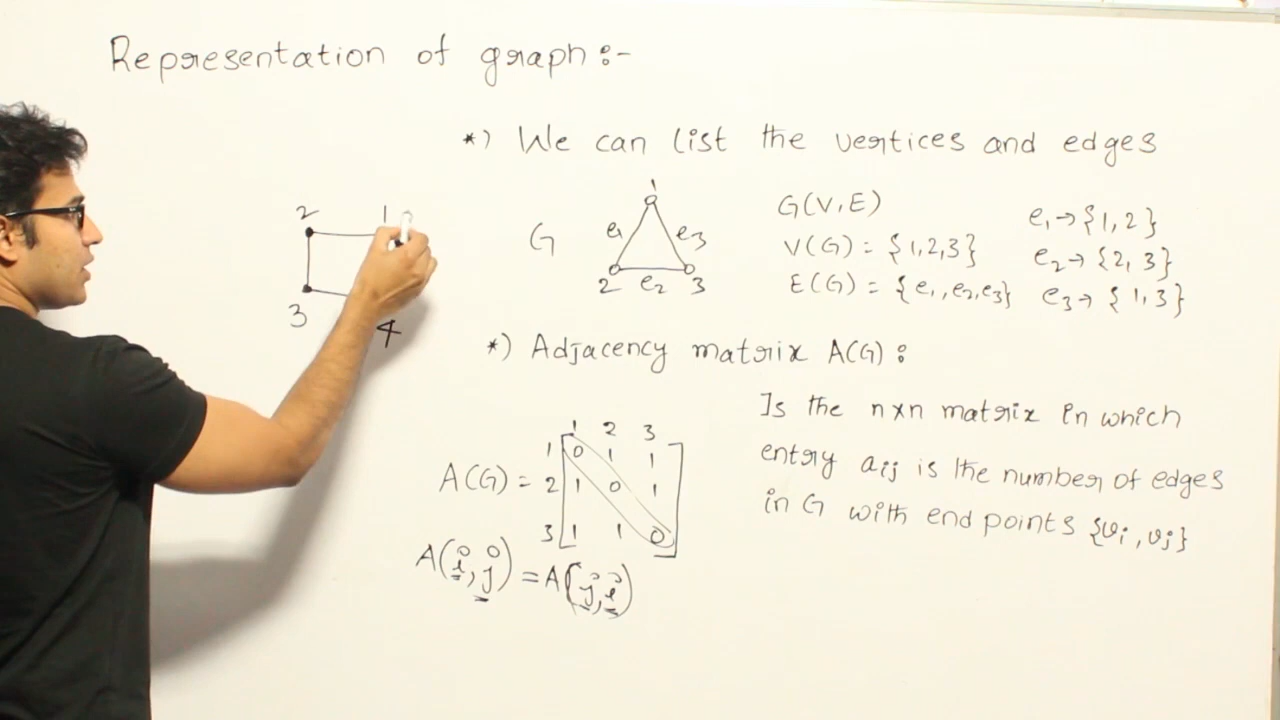 Representation of graph :-
*) We can list the vertices and edges
2 1
3 4
G
1
e1 e3
2 e2 3
G(V,E)
V(G) = {1,2,3}
E(G) = {e1,e2,e3}
e1→{1,2}
e2→{2,3}
e3→{1,3}
*) Adjacency matrix A(G) :
1 2 3
1 0 1 1
A(G) = 2 1 0 1
3 1 1 0
A(i,j) = A(j,i)
Is the n×n matrix in which
entry aij is the number of edges
in G with end points {vi,vj}